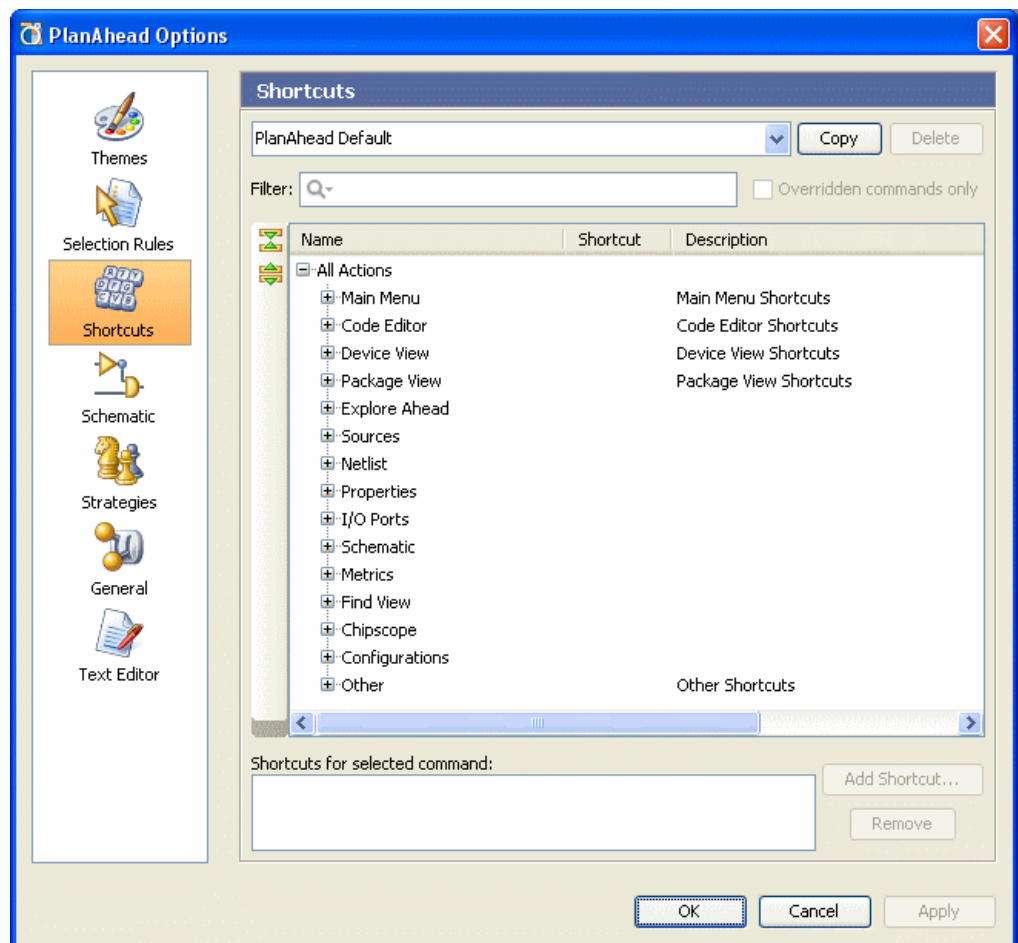 PlanAhead Options
Themes
Selection Rules
Shortcuts
Schematic
Strategies
General
Text Editor
Shortcuts
PlanAhead Default
Copy
Delete
Filter:
Overridden commands only
Name Shortcut Description
All Actions
Main Menu Main Menu Shortcuts
Code Editor Code Editor Shortcuts
Device View Device View Shortcuts
Package View Package View Shortcuts
Explore Ahead
Sources
Netlist
Properties
I/O Ports
Schematic
Metrics
Find View
Chipscope
Configurations
Other Other Shortcuts
Shortcuts for selected command:
Add Shortcut...
Remove
OK Cancel Apply